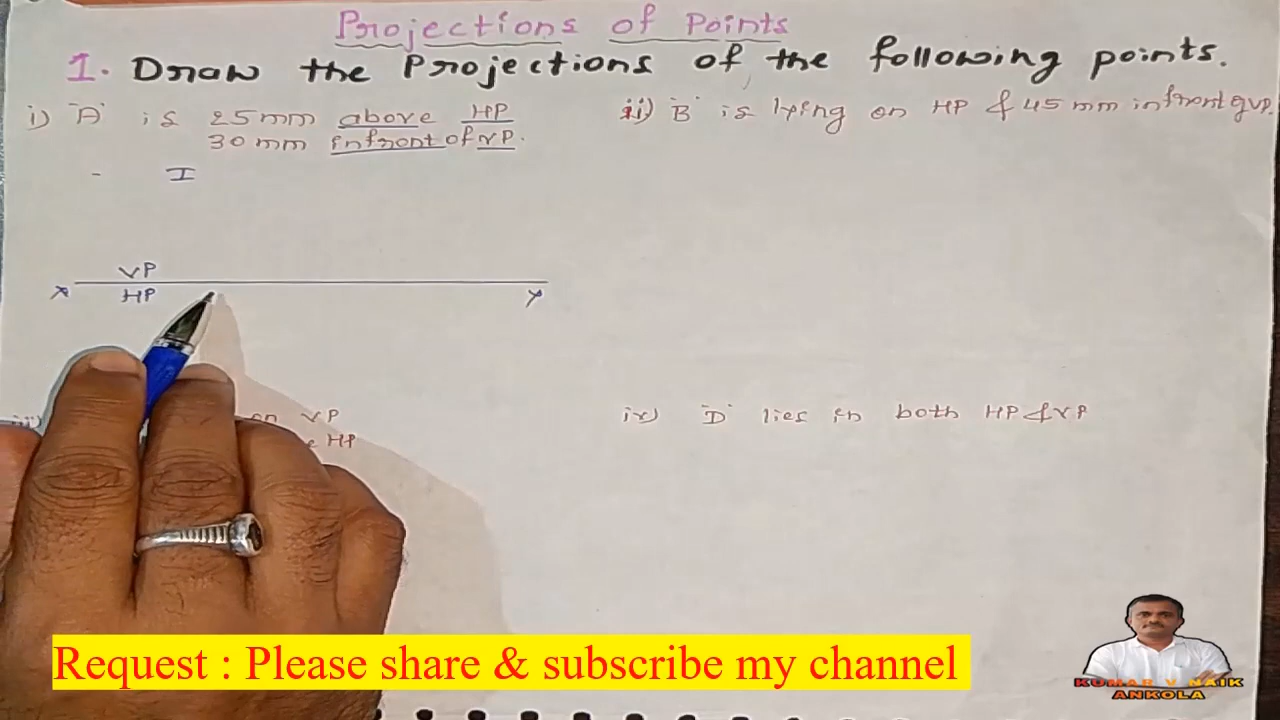 Projections of Points
1. Draw the Projections of the following points.
i) 'A' is 25mm above HP
30mm infront of VP.
- I
ii) 'B' is lying on HP & 45mm infront of VP.
VP
X HP Y
iii) on VP
HP
iv) 'D' lies in both HP & VP
Request : Please share & subscribe my channel
KUMAR V NAIK
ANKOLA